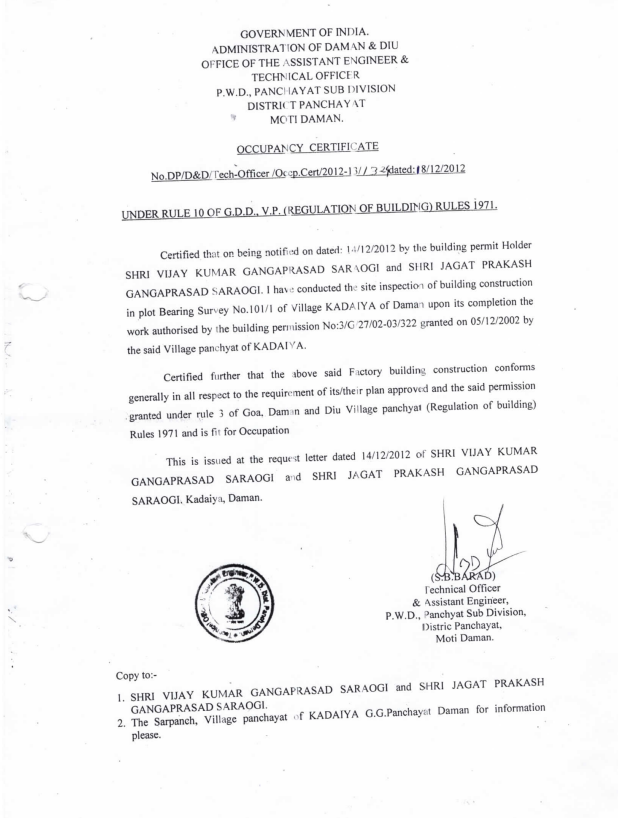 GOVERNMENT OF INDIA.
ADMINISTRATION OF DAMAN & DIU
OFFICE OF THE ASSISTANT ENGINEER &
TECHNICAL OFFICER
P.W.D., PANCHAYAT SUB DIVISION
DISTRICT PANCHAYAT
MOTI DAMAN.
OCCUPANCY CERTIFICATE
No.DP/D&D/Tech-Officer /Occp.Cert/2012-13/ dated:18/12/2012
UNDER RULE 10 OF G.D.D., V.P. (REGULATION OF BUILDING) RULES 1971.
Certified that on being notified on dated: 14/12/2012 by the building permit Holder
SHRI VIJAY KUMAR GANGAPRASAD SARAOGI and SHRI JAGAT PRAKASH
GANGAPRASAD SARAOGI. I have conducted the site inspection of building construction
in plot Bearing Survey No.101/1 of Village KADAIYA of Daman upon its completion the
work authorised by the building permission No:3/G/27/02-03/322 granted on 05/12/2002 by
the said Village panchyat of KADAIYA.
Certified further that the above said Factory building construction conforms
generally in all respect to the requirement of its/their plan approved and the said permission
granted under rule 3 of Goa, Daman and Diu Village panchyat (Regulation of building)
Rules 1971 and is fit for Occupation
This is issued at the request letter dated 14/12/2012 of SHRI VIJAY KUMAR
GANGAPRASAD SARAOGI and SHRI JAGAT PRAKASH GANGAPRASAD
SARAOGI, Kadaiya, Daman.
(S.B.BARAD)
Technical Officer
& Assistant Engineer,
P.W.D., Panchyat Sub Division,
Distric Panchayat,
Moti Daman.
Copy to:-
1. SHRI VIJAY KUMAR GANGAPRASAD SARAOGI and SHRI JAGAT PRAKASH
GANGAPRASAD SARAOGI.
2. The Sarpanch, Village panchayat of KADAIYA G.G.Panchayat Daman for information
please.